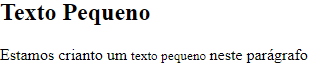 Texto Pequeno
Estamos crianto um texto pequeno neste parágrafo